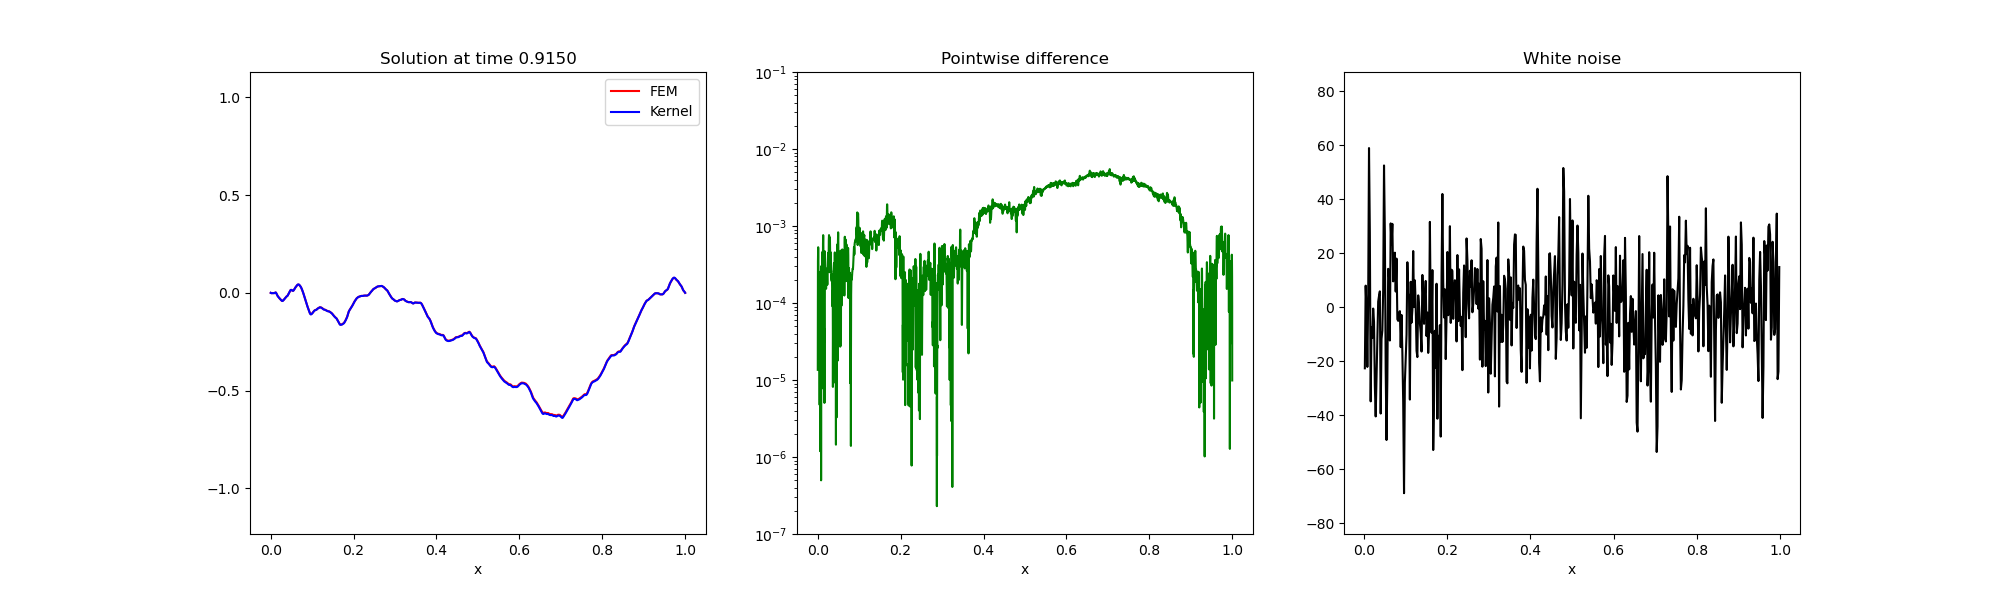 Solution at time 0.9150
1.0
0.5
0.0
−0.5
−1.0
FEM
Kernel
0.0 0.2 0.4 0.6 0.8 1.0
x
Pointwise difference
10⁻¹
10⁻²
10⁻³
10⁻⁴
10⁻⁵
10⁻⁶
10⁻⁷
0.0 0.2 0.4 0.6 0.8 1.0
x
White noise
80
60
40
20
0
−20
−40
−60
−80
0.0 0.2 0.4 0.6 0.8 1.0
x